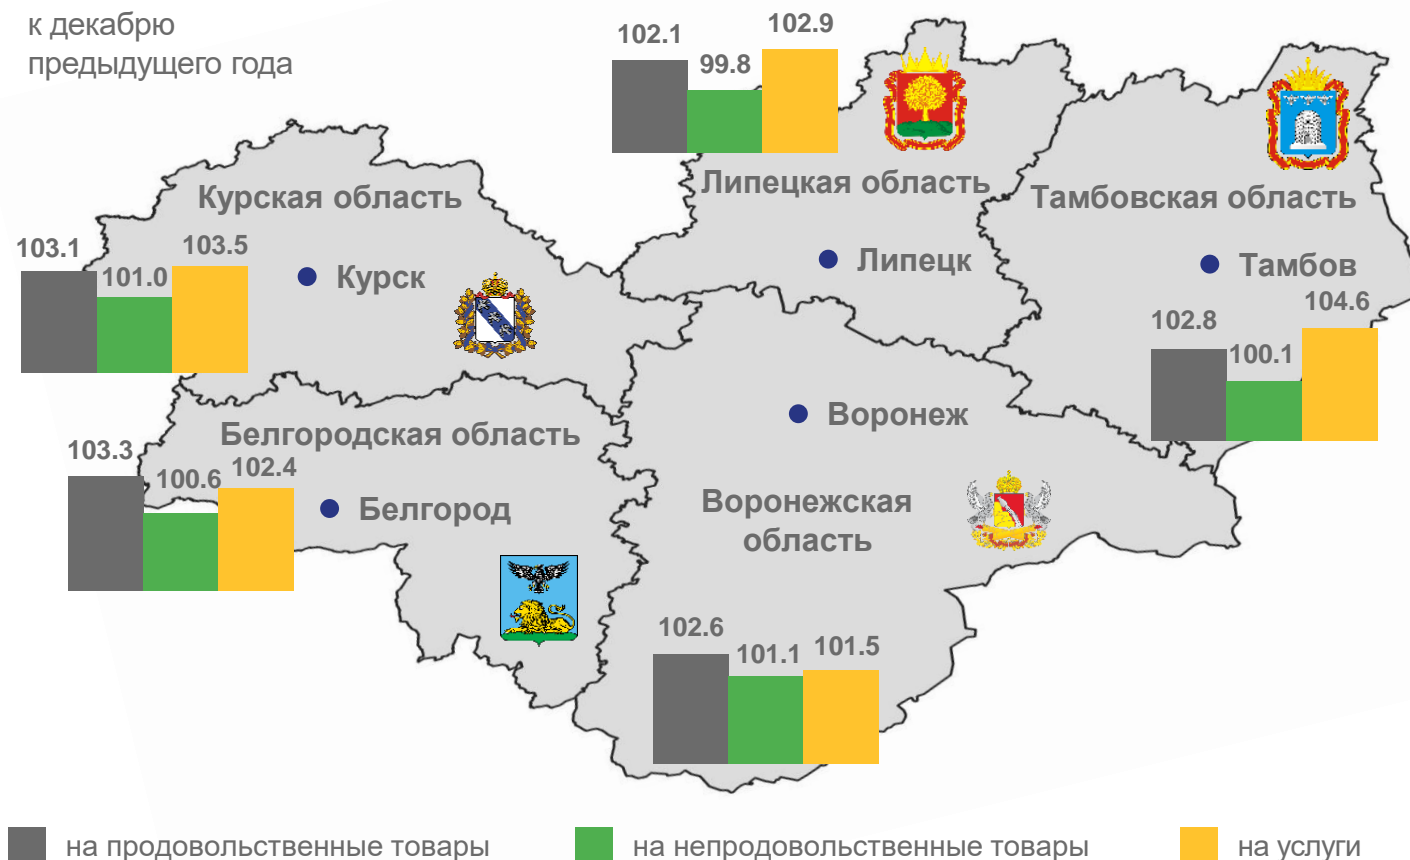 к декабрю
предыдущего года
102.1
99.8
102.9
Липецкая область
Липецк
Тамбовская область
Тамбов
102.8
100.1
104.6
Курская область
Курск
103.1
101.0
103.5
Белгородская область
Белгород
103.3
100.6
102.4
Воронеж
Воронежская
область
102.6
101.1
101.5
на продовольственные товары
на непродовольственные товары
на услуги